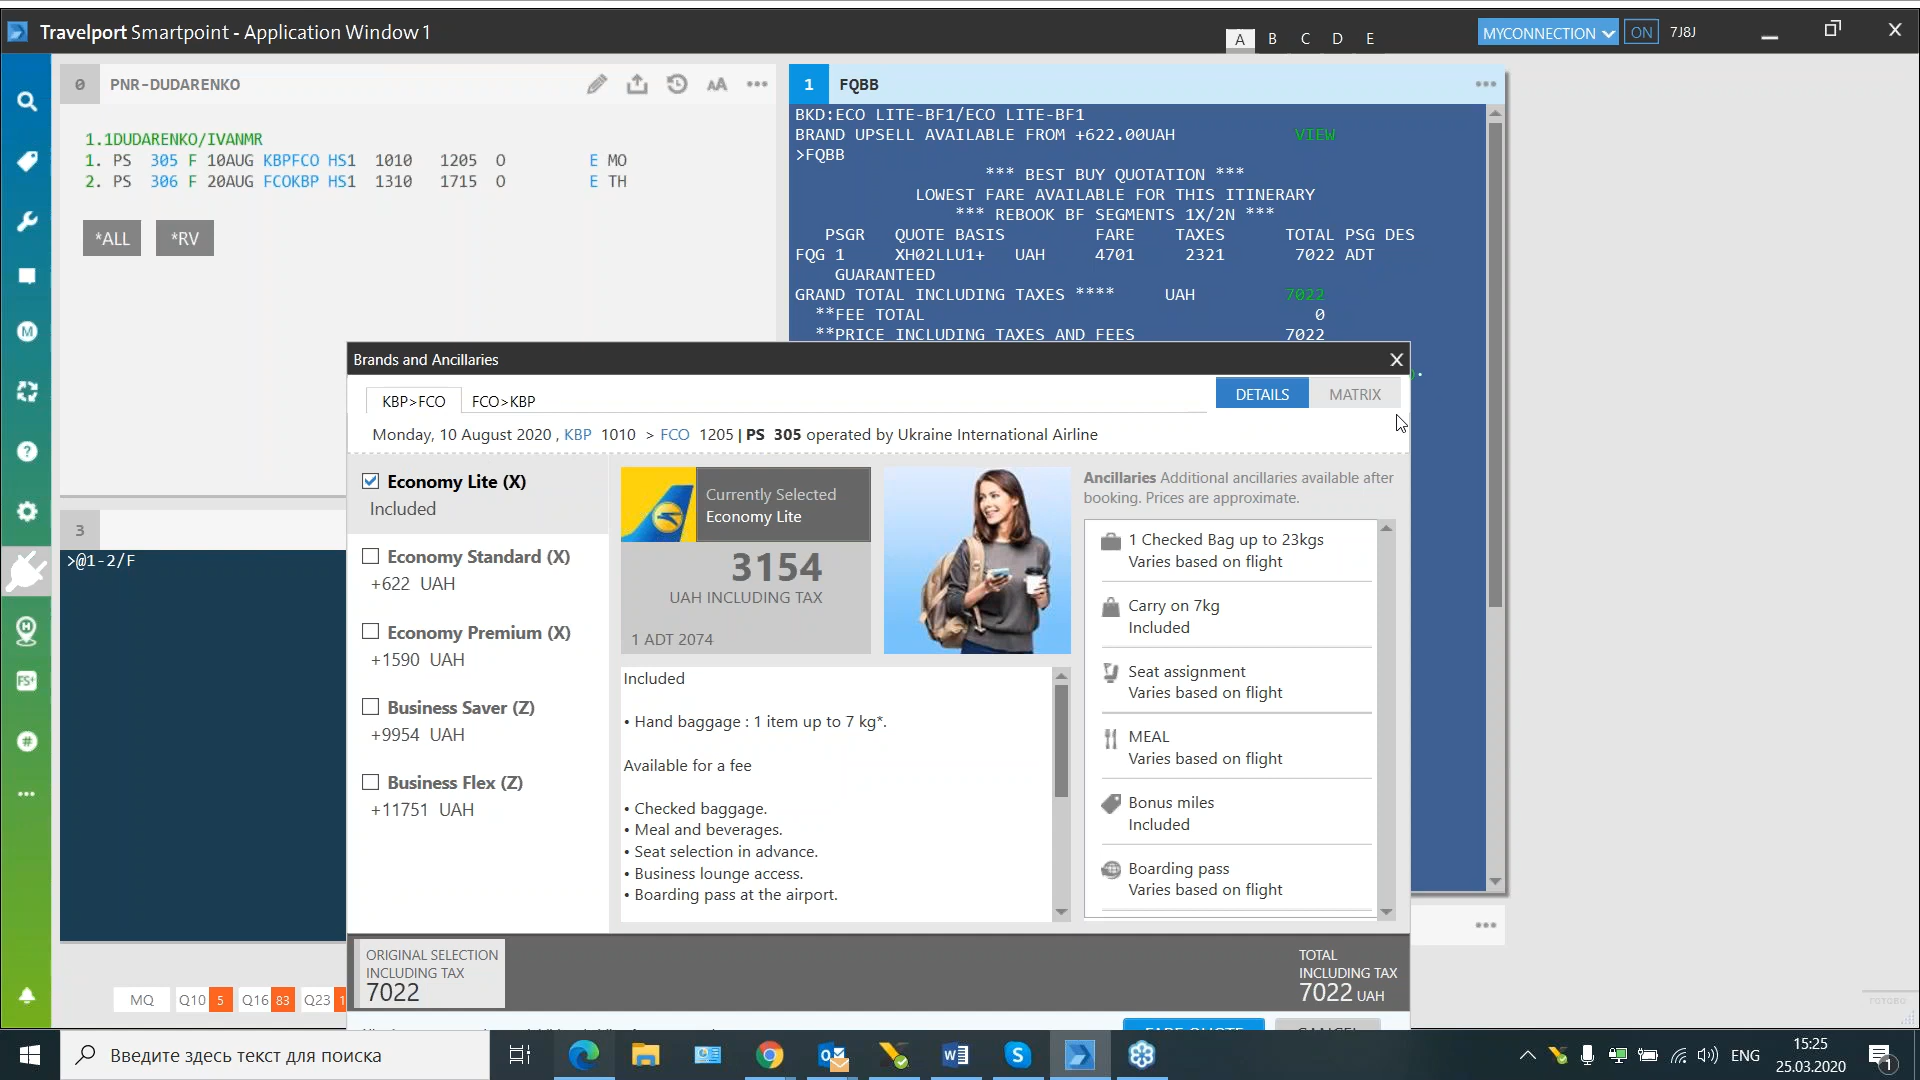 Travelport Smartpoint - Application Window 1
A B C D E
MYCONNECTION ON 7J8J
0 PNR-DUDARENKO AA
1.1DUDARENKO/IVANMR
1. PS 305 F 10AUG KBPFCO HS1 1010 1205 O E MO
2. PS 306 F 20AUG FCOKBP HS1 1310 1715 O E TH
*ALL *RV
1 FQBB
BKD:ECO LITE-BF1/ECO LITE-BF1
BRAND UPSELL AVAILABLE FROM +622.00UAH VIEW
>FQBB
*** BEST BUY QUOTATION ***
LOWEST FARE AVAILABLE FOR THIS ITINERARY
*** REBOOK BF SEGMENTS 1X/2N ***
PSGR QUOTE BASIS FARE TAXES TOTAL PSG DES
FQG 1 XH02LLU1+ UAH 4701 2321 7022 ADT
GUARANTEED
GRAND TOTAL INCLUDING TAXES **** UAH 7022
**FEE TOTAL 0
**PRICE INCLUDING TAXES AND FEES 7022
3
>@1-2/F
Brands and Ancillaries X
KBP>FCO FCO>KBP
DETAILS MATRIX
Monday, 10 August 2020 , KBP 1010 > FCO 1205 | PS 305 operated by Ukraine International Airline
Economy Lite (X)
Included
Economy Standard (X)
+622 UAH
Economy Premium (X)
+1590 UAH
Business Saver (Z)
+9954 UAH
Business Flex (Z)
+11751 UAH
Currently Selected
Economy Lite
3154
UAH INCLUDING TAX
1 ADT 2074
Included
• Hand baggage : 1 item up to 7 kg*.
Available for a fee
• Checked baggage.
• Meal and beverages.
• Seat selection in advance.
• Business lounge access.
• Boarding pass at the airport.
Ancillaries Additional ancillaries available after
booking. Prices are approximate.
1 Checked Bag up to 23kgs
Varies based on flight
Carry on 7kg
Included
Seat assignment
Varies based on flight
MEAL
Varies based on flight
Bonus miles
Included
Boarding pass
Varies based on flight
ORIGINAL SELECTION
INCLUDING TAX
7022
TOTAL
INCLUDING TAX
7022 UAH
FARE QUOTE CANCEL
M
?
H
FS+
#
MQ Q10 5 Q16 83 Q23 1
Введите здесь текст для поиска
ENG
15:25
25.03.2020
1